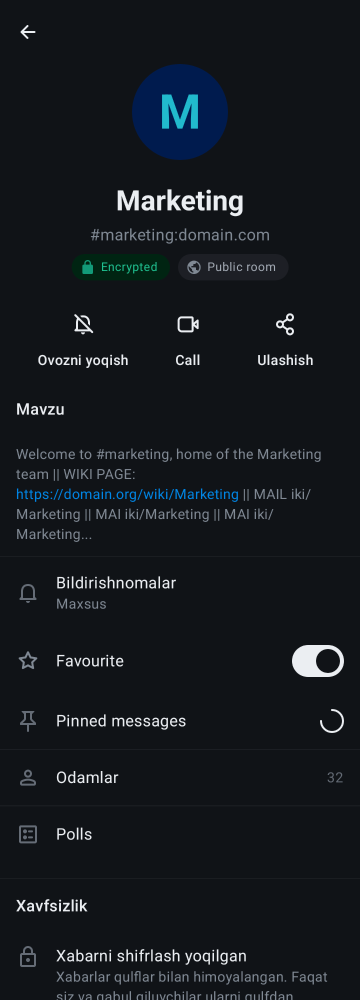 M
Marketing
#marketing:domain.com
Encrypted
Public room
Ovozni yoqish
Call
Ulashish
Mavzu
Welcome to #marketing, home of the Marketing
team || WIKI PAGE:
https://domain.org/wiki/Marketing || MAIL iki/
Marketing || MAI iki/Marketing || MAI iki/
Marketing...
Bildirishnomalar
Maxsus
Favourite
Pinned messages
Odamlar
32
Polls
Xavfsizlik
Xabarni shifrlash yoqilgan
Xabarlar qulflar bilan himoyalangan. Faqat
siz va qabul qiluvchilar ularni qulfdan